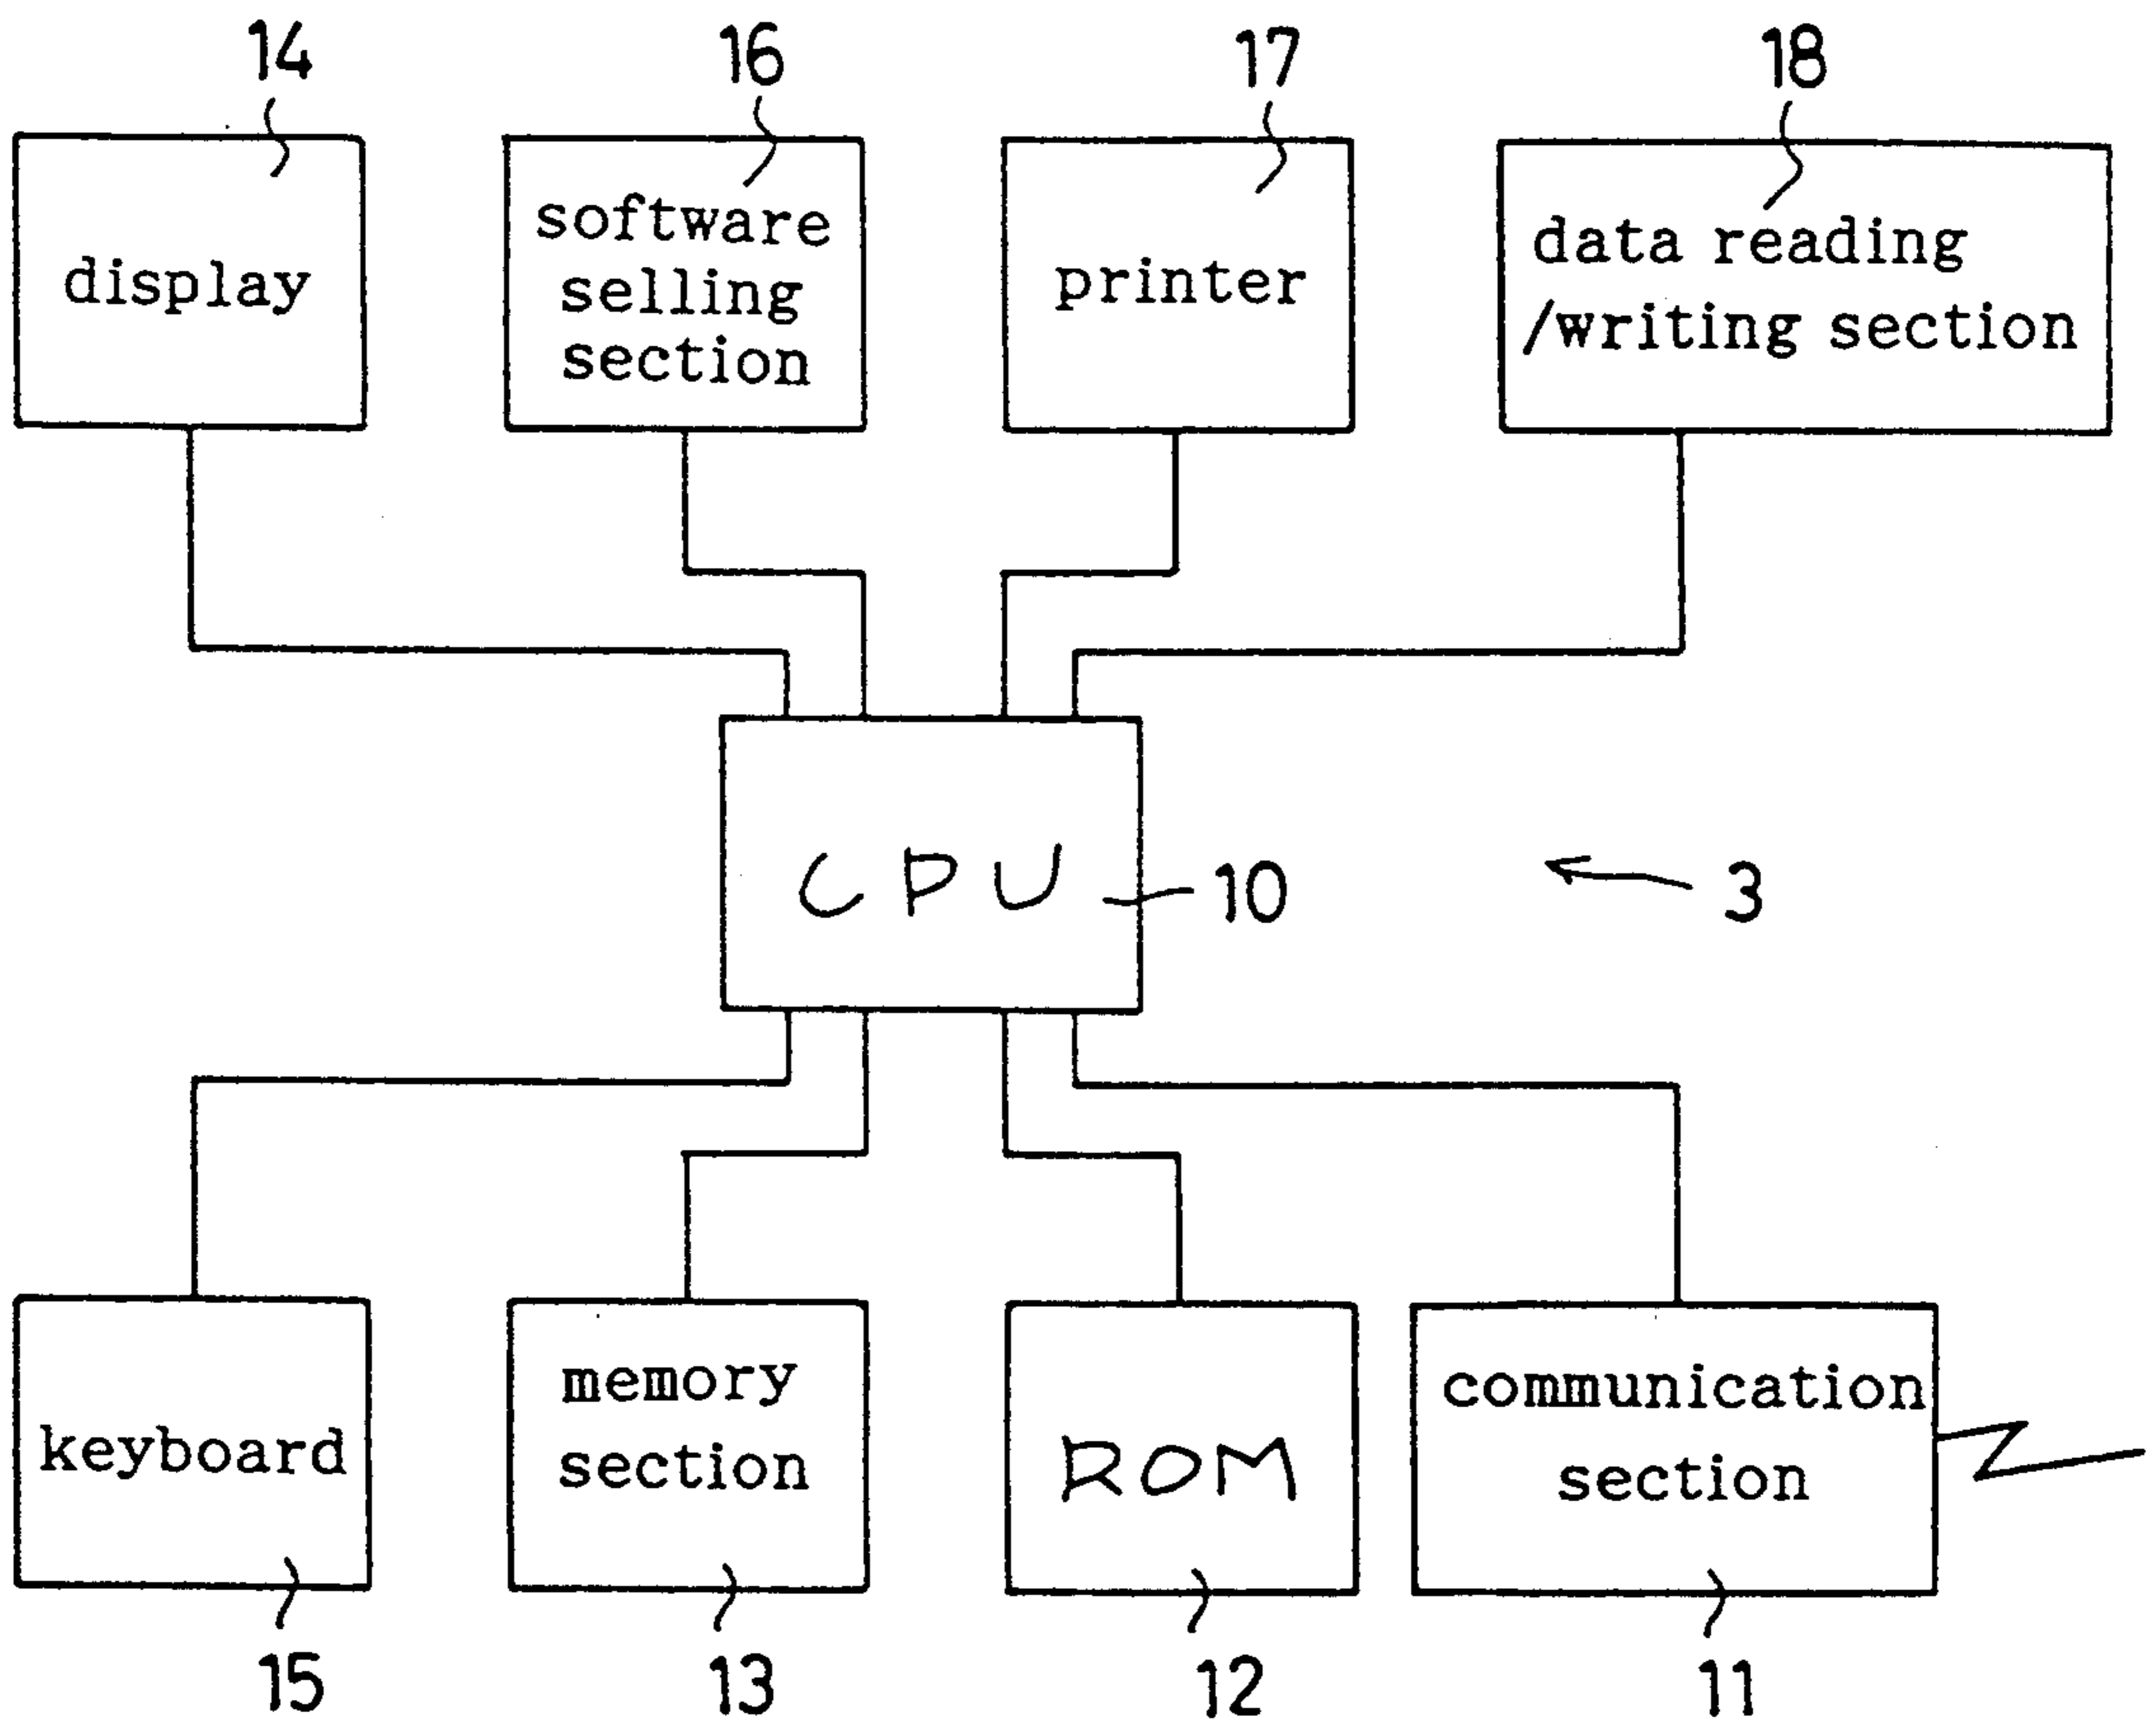 14
16
17
18
display
software
selling
section
printer
data reading
/writing section
CPU
10
3
keyboard
memory
section
ROM
communication
section
15
13
12
11